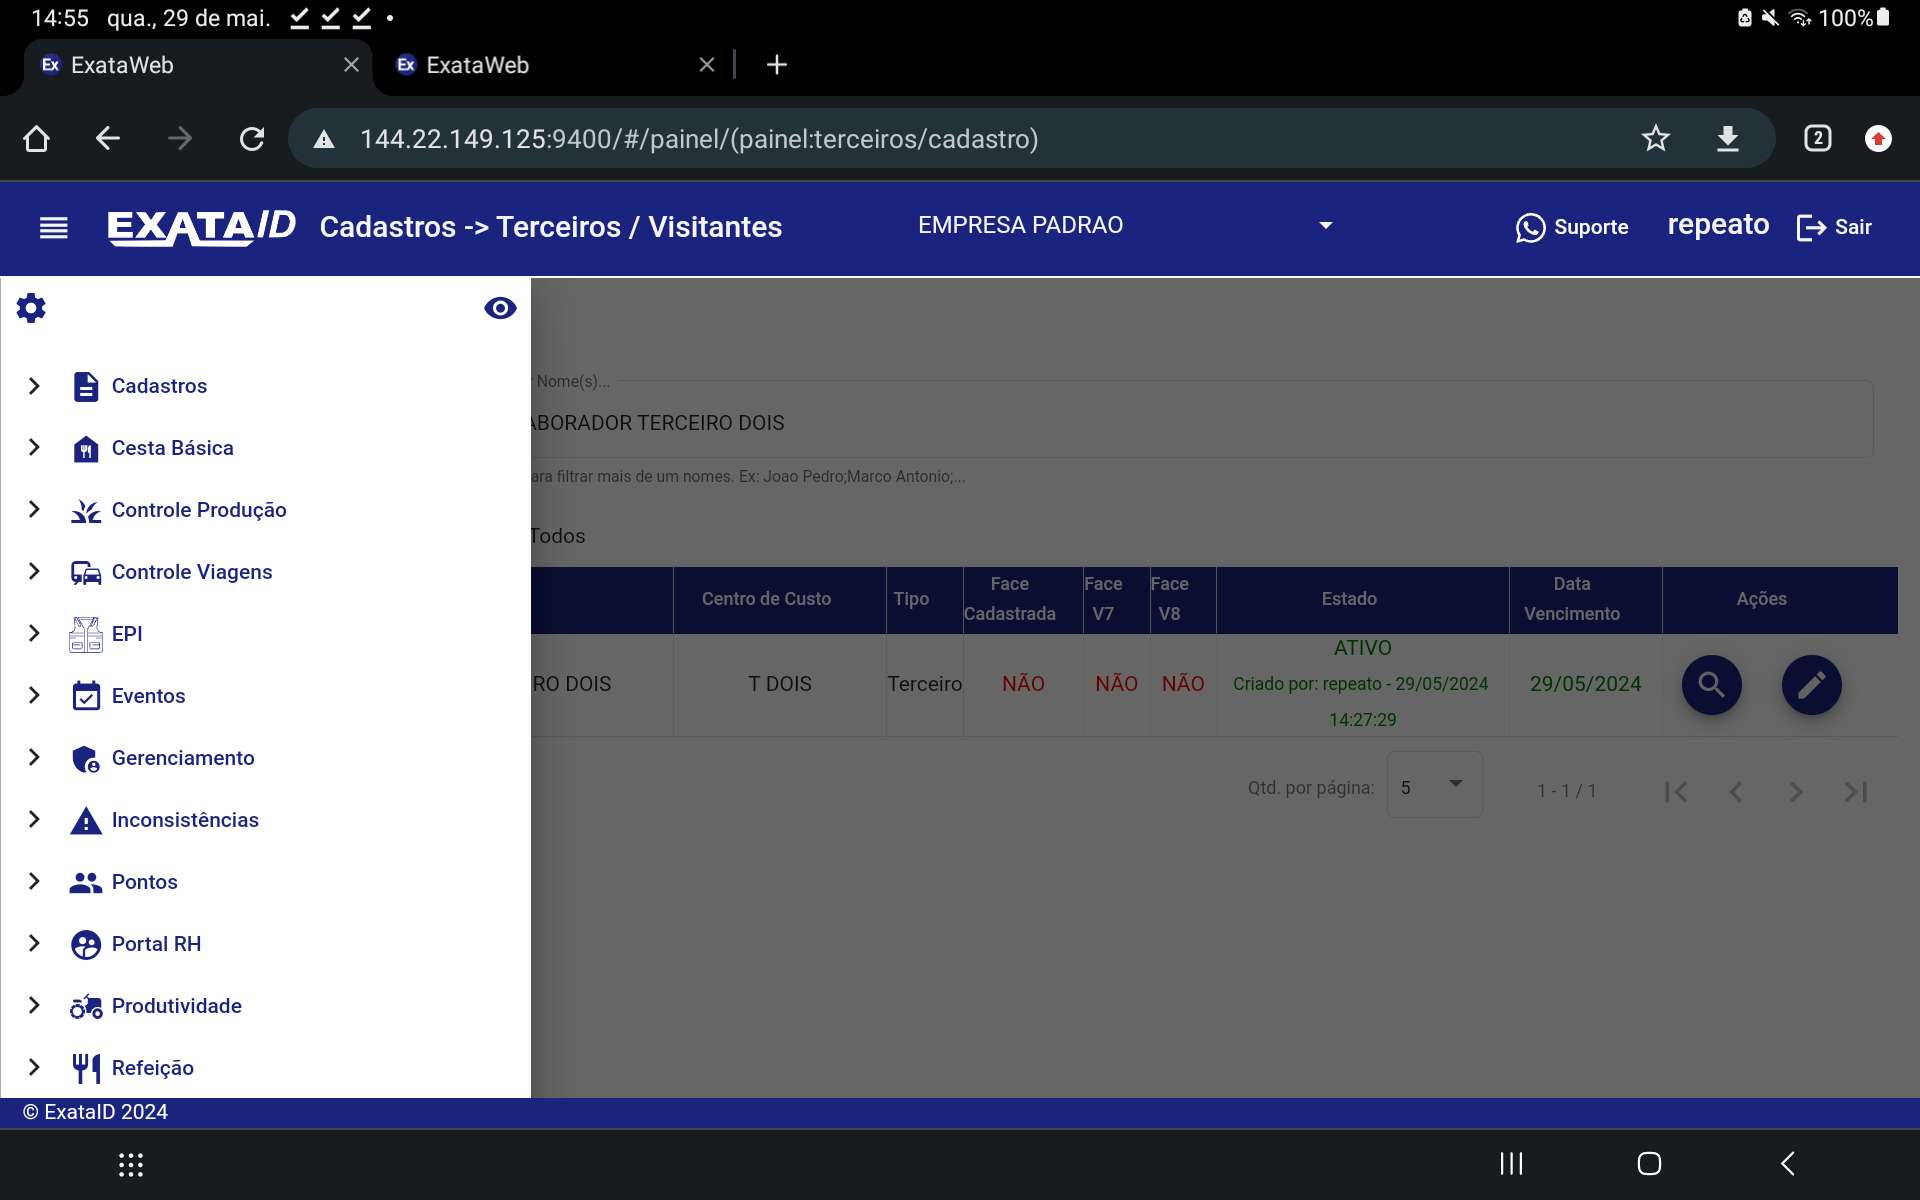 14:55 qua., 29 de mai. 100%
Ex ExataWeb Ex ExataWeb
144.22.149.125:9400/#/painel/(painel:terceiros/cadastro) 2
EXATAID Cadastros -> Terceiros / Visitantes EMPRESA PADRAO Suporte repeato Sair
Cadastros
Cesta Básica
Controle Produção
Controle Viagens
EPI
Eventos
Gerenciamento
Inconsistências
Pontos
Portal RH
Produtividade
Refeição
Nome(s)...
ABORADOR TERCEIRO DOIS
ara filtrar mais de um nomes. Ex: Joao Pedro;Marco Antonio;...
Todos
Centro de Custo Tipo Face Cadastrada Face V7 Face V8 Estado Data Vencimento Ações
RO DOIS T DOIS Terceiro NÃO NÃO NÃO ATIVO
Criado por: repeato - 29/05/2024
14:27:29
29/05/2024
Qtd. por página: 5 1 - 1 / 1
© ExataID 2024